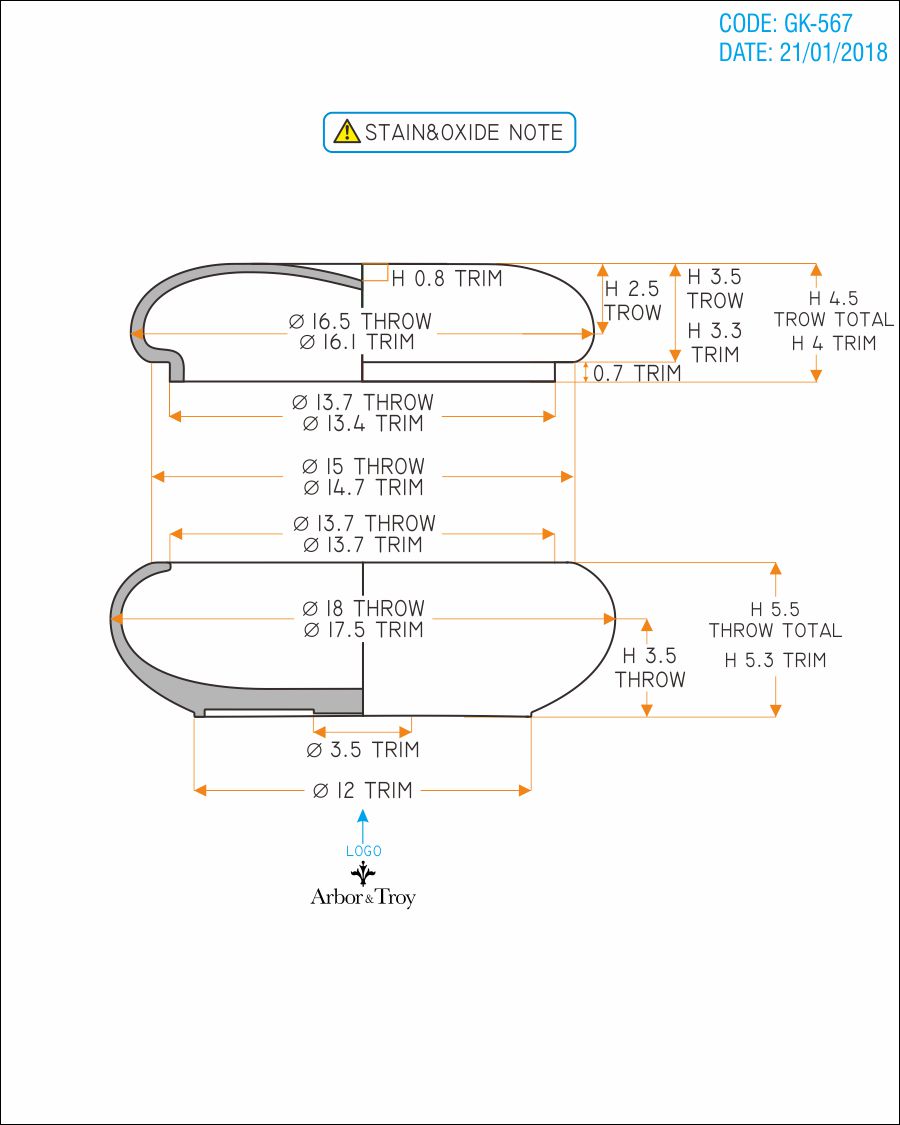 CODE: GK-567
DATE: 21/01/2018
STAIN&OXIDE NOTE
H 0.8 TRIM
H 2.5
TROW
H 3.5
TROW
H 3.3
TRIM
H 4.5
TROW TOTAL
H 4 TRIM
Ø 16.5 THROW
Ø 16.1 TRIM
0.7 TRIM
Ø 13.7 THROW
Ø 13.4 TRIM
Ø 15 THROW
Ø 14.7 TRIM
Ø 13.7 THROW
Ø 13.7 TRIM
Ø 18 THROW
Ø 17.5 TRIM
H 3.5
THROW
H 5.5
THROW TOTAL
H 5.3 TRIM
Ø 3.5 TRIM
Ø 12 TRIM
LOGO
Arbor & Troy